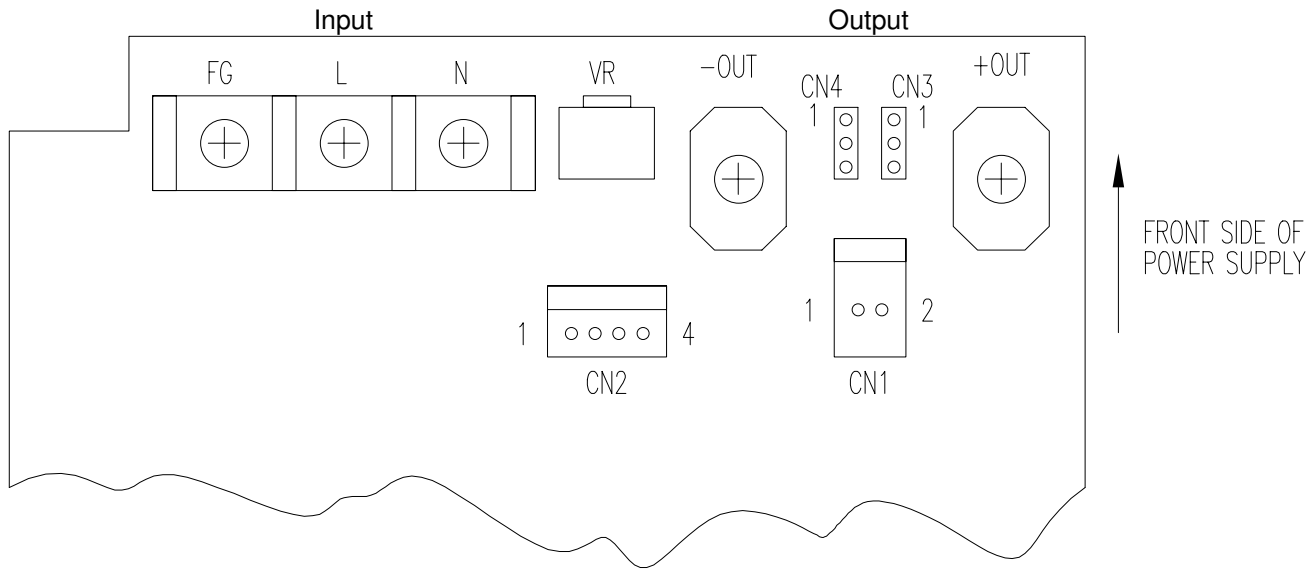 Input
Output
FG
L
N
VR
-OUT
CN4
CN3
+OUT
1
1
FRONT SIDE OF
POWER SUPPLY
1
4
CN2
1
2
CN1